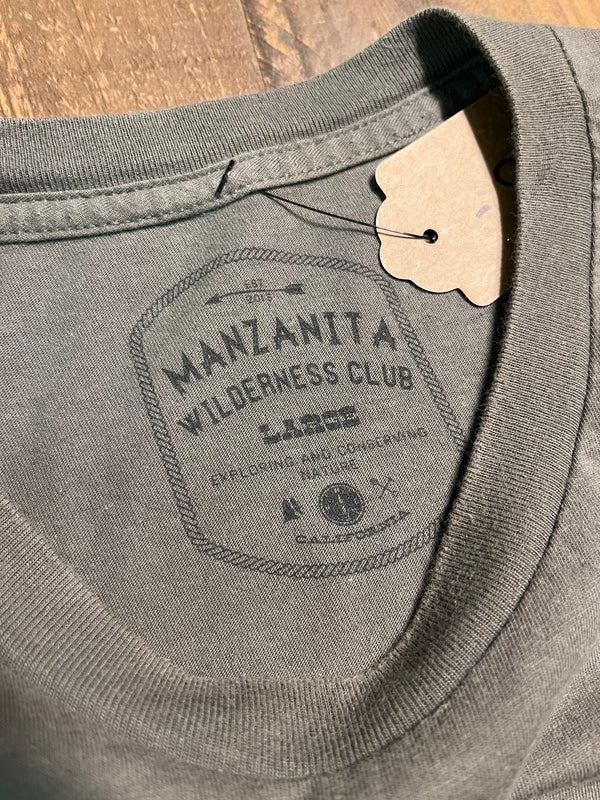 EST
2013
MANZANITA
WILDERNESS CLUB
LARGE
EXPLORING AND CONSERVING
NATURE
CALIFORNIA